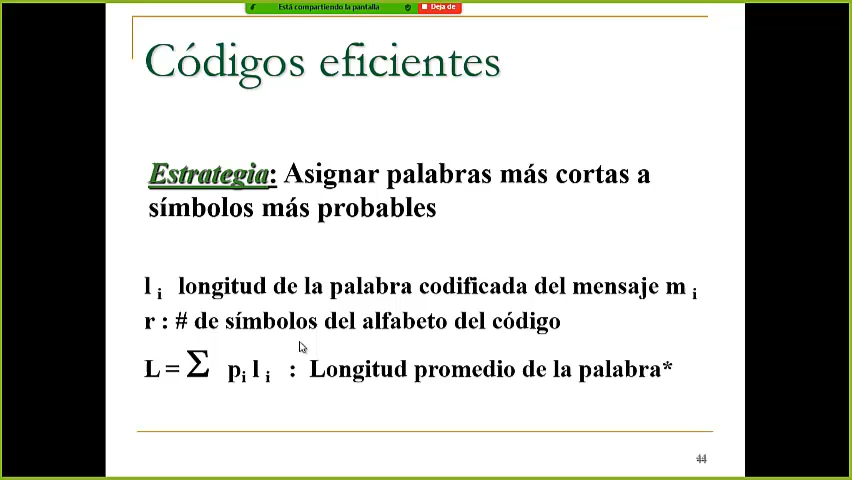 Está compartiendo la pantalla Deja de
Códigos eficientes
Estrategia: Asignar palabras más cortas a
símbolos más probables
l i longitud de la palabra codificada del mensaje m i
r : # de símbolos del alfabeto del código
L = Σ pi l i : Longitud promedio de la palabra*
44